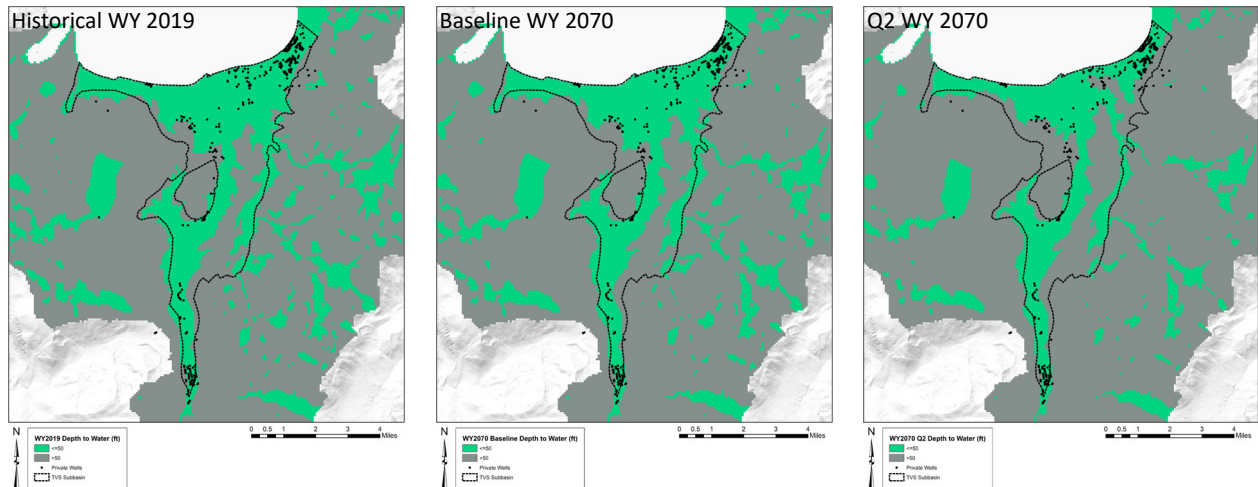 Historical WY 2019
Baseline WY 2070
Q2 WY 2070
N
WY2019 Depth to Water (ft)
<=50
>50
Private Wells
TVS Subbasin
0 0.5 1 2 3 4
Miles
N
WY2070 Baseline Depth to Water (ft)
<=50
>50
Private Wells
TVS Subbasin
0 0.5 1 2 3 4
Miles
N
WY2070 Q2 Depth to Water (ft)
<=50
>50
Private Wells
TVS Subbasin
0 0.5 1 2 3 4
Miles